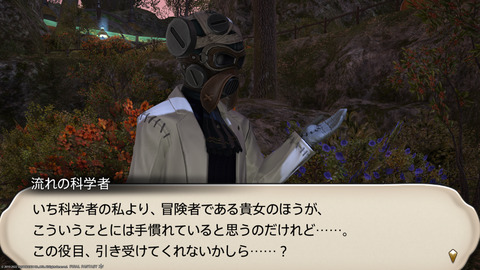 流れの科学者
いち科学者の私より、冒険者である貴女のほうが、
こういうことには手慣れていると思うのだけれど……。
この役目、引き受けてくれないかしら……？